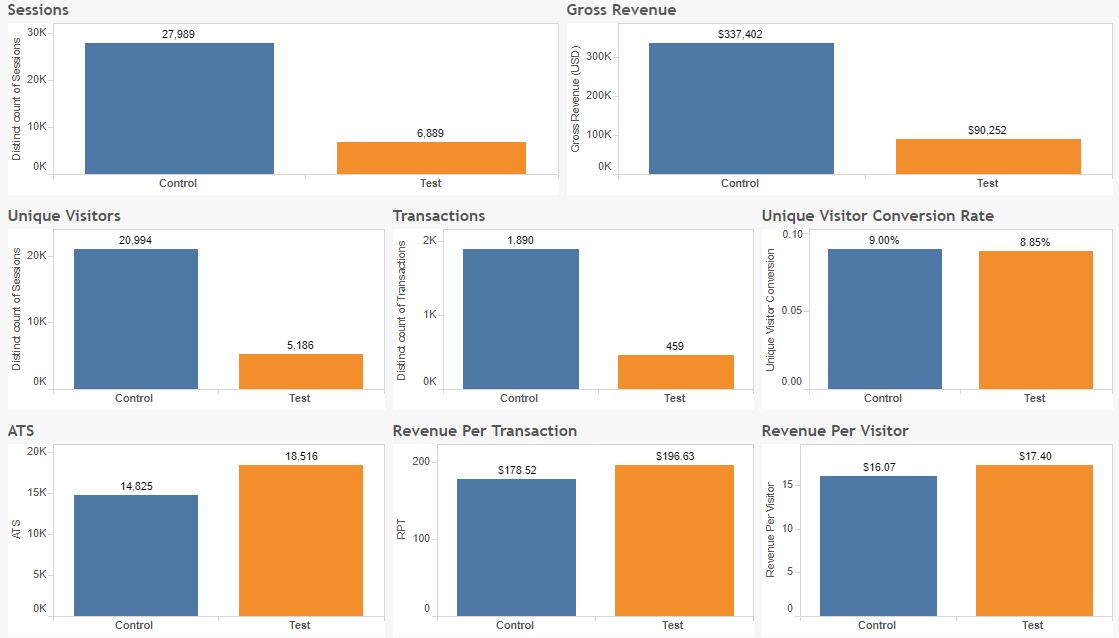 Sessions
Distinct count of Sessions
30K
20K
10K
0K
27,989
6,889
Control
Test
Gross Revenue
Gross Revenue (USD)
300K
200K
100K
0K
$337,402
$90,252
Control
Test
Unique Visitors
Distinct count of Sessions
20K
10K
0K
20,994
5,186
Control
Test
Transactions
Distinct count of Transactions
2K
1K
0K
1,890
459
Control
Test
Unique Visitor Conversion Rate
Unique Visitor Conversion
0.10
0.05
0.00
9.00%
8.85%
Control
Test
ATS
ATS
20K
15K
10K
5K
0K
14,825
18,516
Control
Test
Revenue Per Transaction
RPT
200
100
0
$178.52
$196.63
Control
Test
Revenue Per Visitor
Revenue Per Visitor
15
10
5
0
$16.07
$17.40
Control
Test